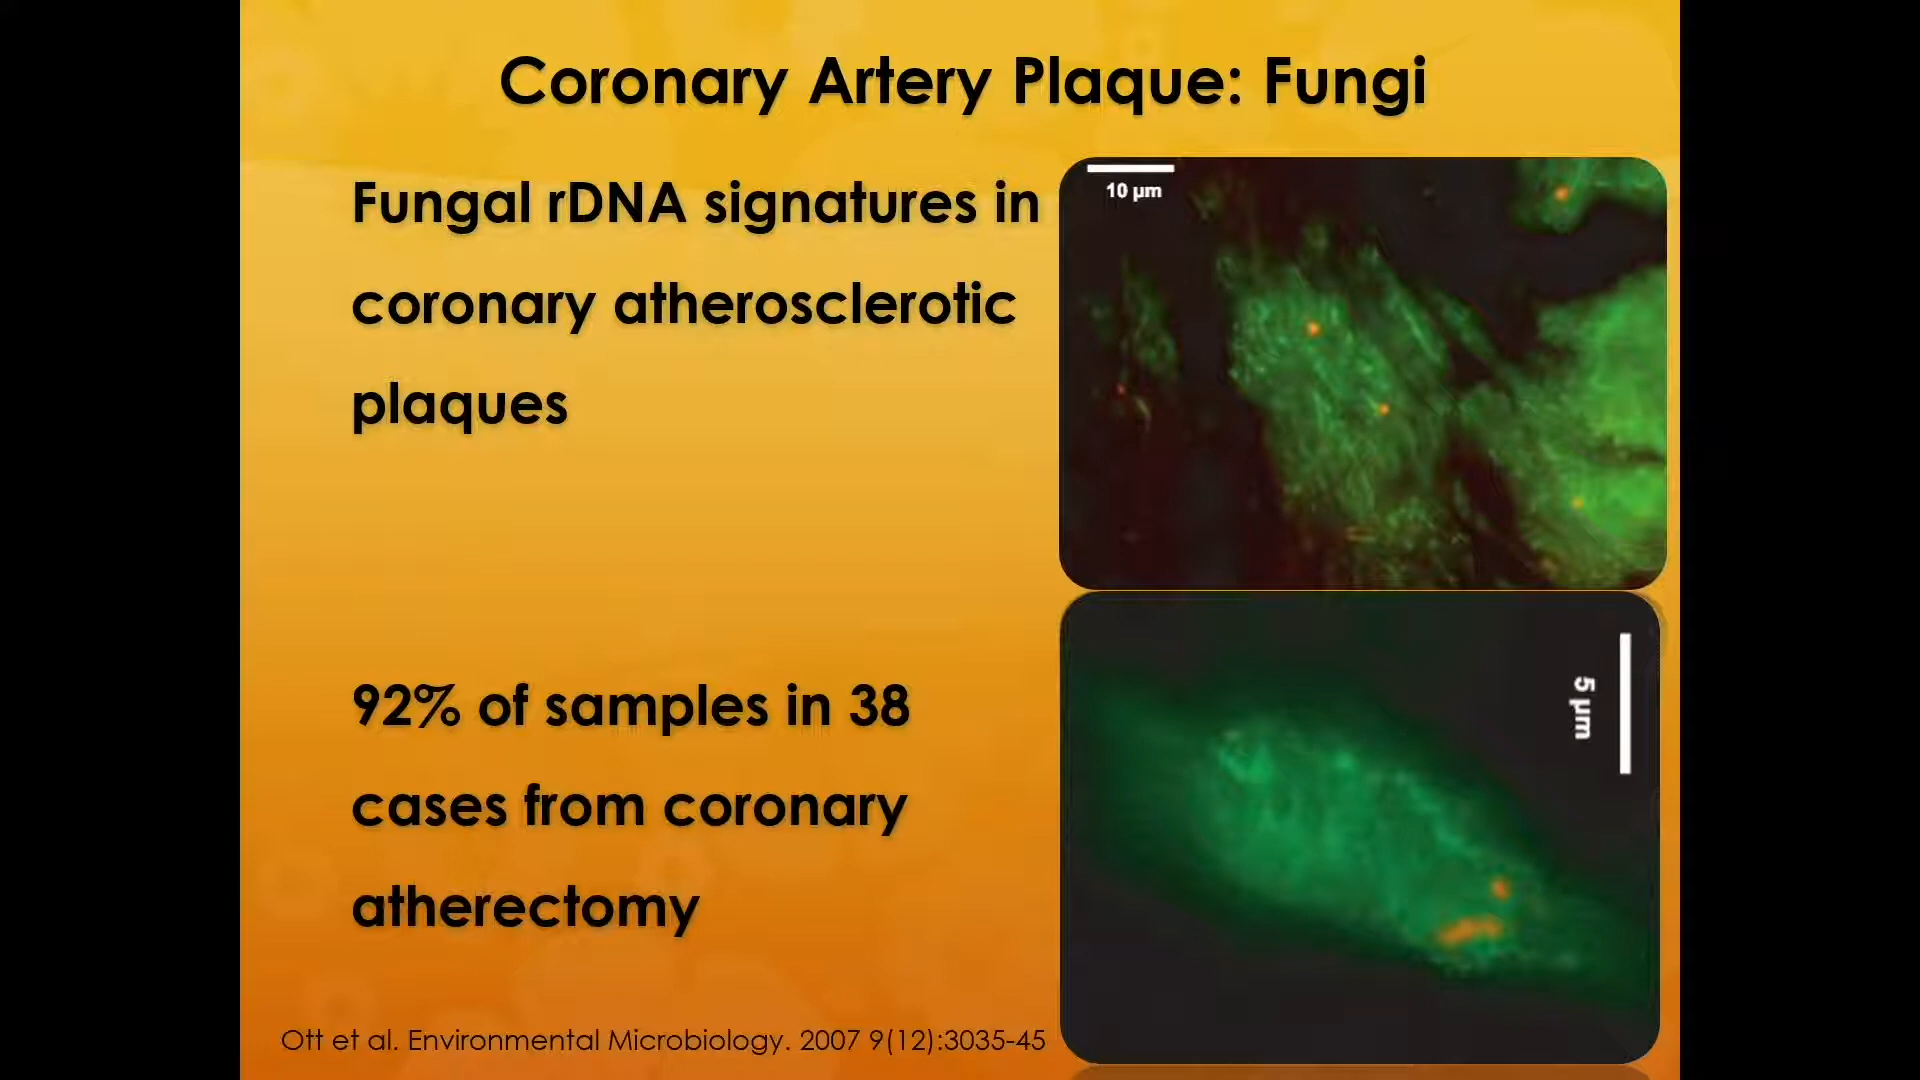 Coronary Artery Plaque: Fungi
Fungal rDNA signatures in
coronary atherosclerotic
plaques
92% of samples in 38
cases from coronary
atherectomy
Ott et al. Environmental Microbiology. 2007 9(12):3035-45
10 µm
5 µm